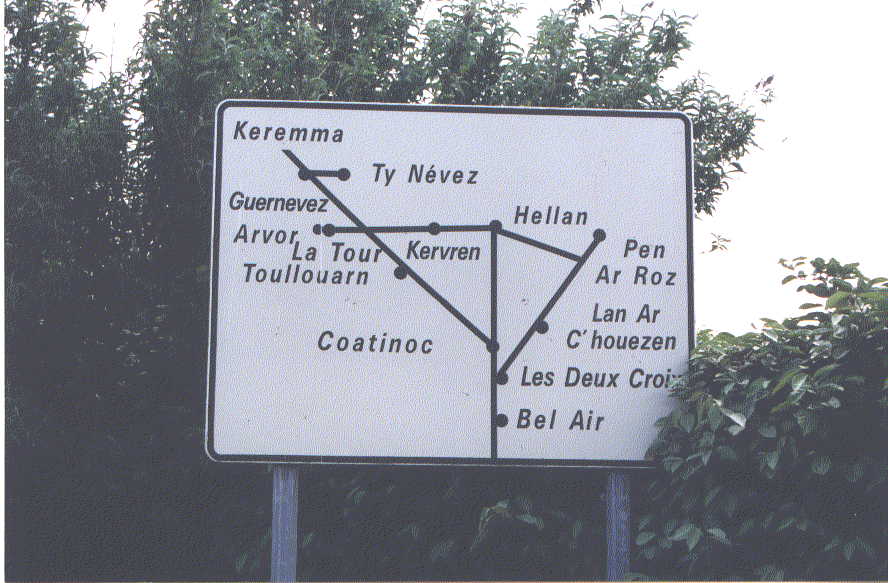 Keremma
Ty Névez
Guernevez
Hellan
Arvor
La Tour
Kervren
Pen
Ar Roz
Toullouarn
Lan Ar
C'houezen
Coatinoc
Les Deux Croix
Bel Air